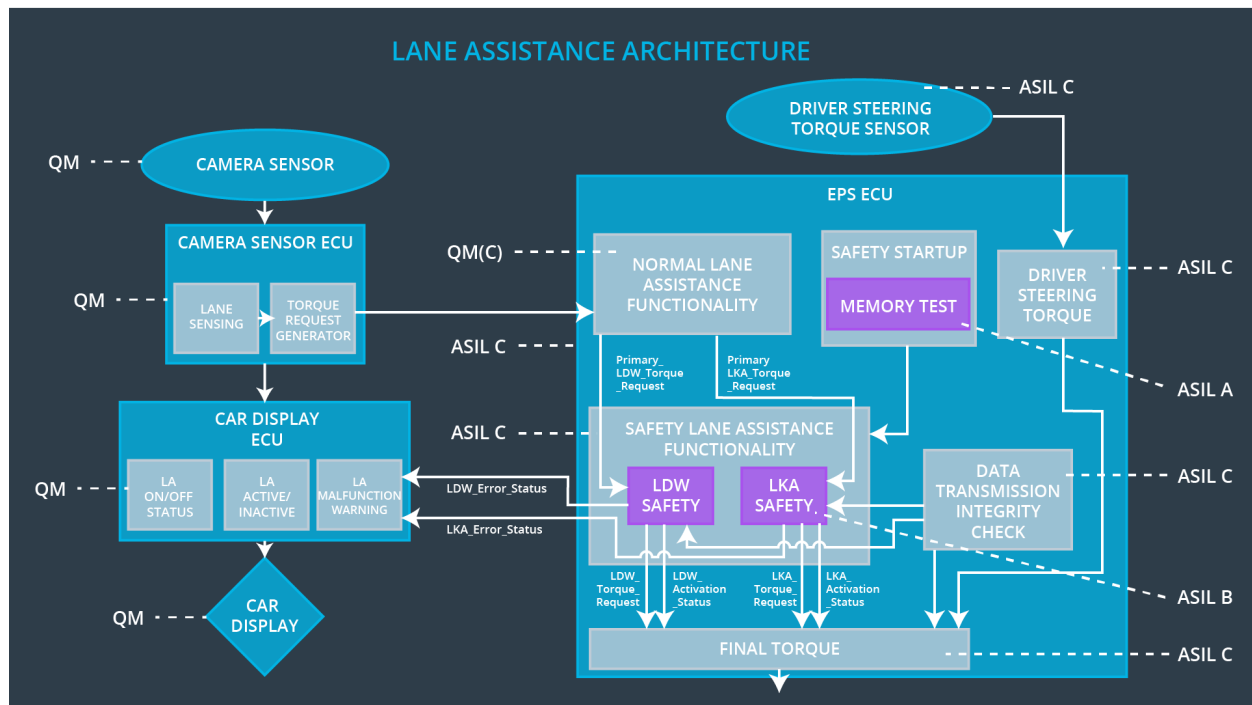 LANE ASSISTANCE ARCHITECTURE
ASIL C
DRIVER STEERING
TORQUE SENSOR
QM
CAMERA SENSOR
EPS ECU
CAMERA SENSOR ECU
QM
LANE
SENSING
TORQUE
REQUEST
GENERATOR
QM(C)
NORMAL LANE
ASSISTANCE
FUNCTIONALITY
SAFETY STARTUP
MEMORY TEST
DRIVER
STEERING
TORQUE
ASIL C
ASIL C
ASIL A
Primary_
LDW_Torque
_Request
Primary
LKA_Torque
_Request
CAR DISPLAY
ECU
QM
LA
ON/OFF
STATUS
LA
ACTIVE/
INACTIVE
LA
MALFUNCTION
WARNING
ASIL C
SAFETY LANE ASSISTANCE
FUNCTIONALITY
LDW
SAFETY
LKA
SAFETY
DATA
TRANSMISSION
INTEGRITY
CHECK
ASIL C
LDW_Error_Status
LKA_Error_Status
LDW_
Torque_
Request
LDW_
Activation
_Status
LKA_
Torque_
Request
LKA_
Activation
_Status
ASIL B
QM
CAR
DISPLAY
FINAL TORQUE
ASIL C